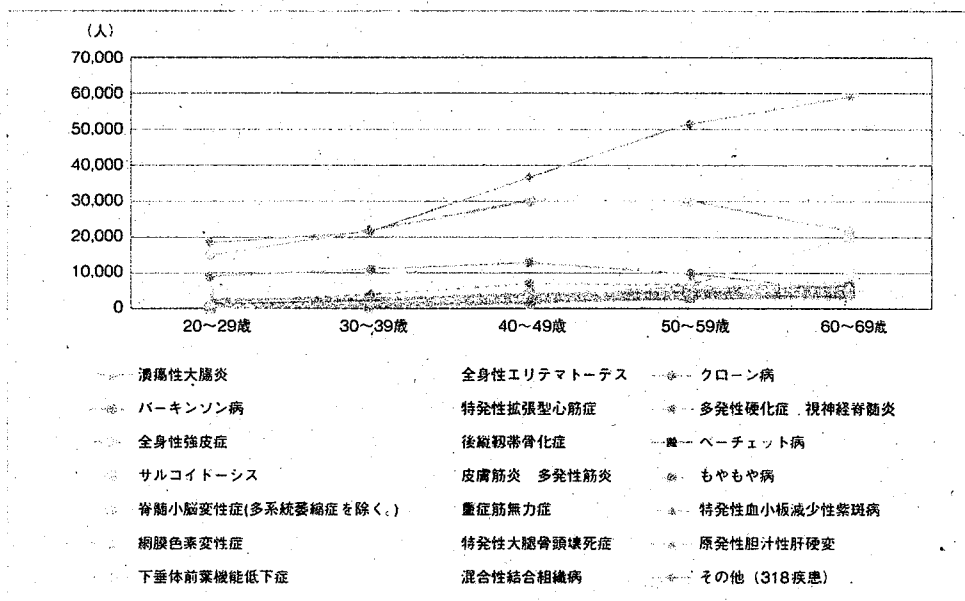 （人）
70,000
60,000
50,000
40,000
30,000
20,000
10,000
0
20～29歳 30～39歳 40～49歳 50～59歳 60～69歳
潰瘍性大腸炎 全身性エリテマトーデス クローン病
パーキンソン病 特発性拡張型心筋症 多発性硬化症 視神経脊髄炎
全身性強皮症 後縦靭帯骨化症 ベーチェット病
サルコイドーシス 皮膚筋炎 多発性筋炎 もやもや病
脊髄小脳変性症(多系統萎縮症を除く。) 重症筋無力症 特発性血小板減少性紫斑病
網膜色素変性症 特発性大腿骨頭壊死症 原発性胆汁性肝硬変
下垂体前葉機能低下症 混合性結合組織病 その他（318疾患）